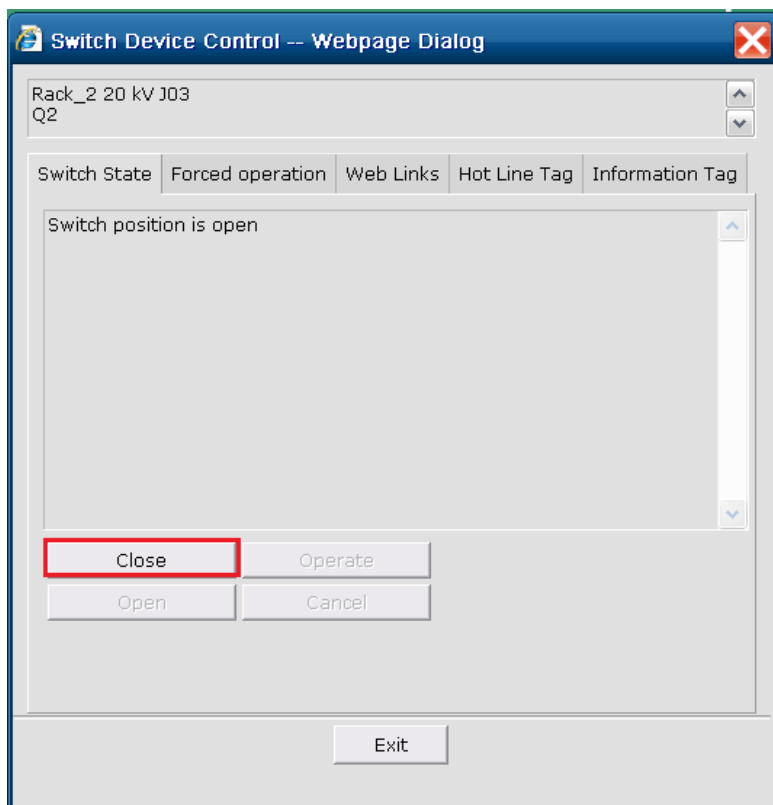 Switch Device Control -- Webpage Dialog
Rack_2 20 kV J03
Q2
Switch State Forced operation Web Links Hot Line Tag Information Tag
Switch position is open
Close Operate
Open Cancel
Exit